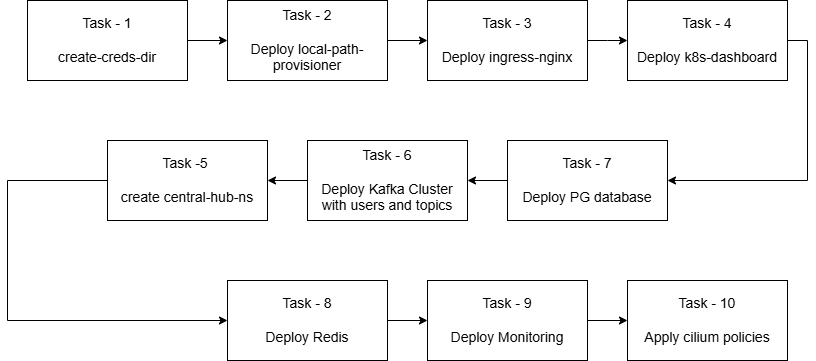 Task - 1
create-creds-dir
Task - 2
Deploy local-path-
provisioner
Task - 3
Deploy ingress-nginx
Task - 4
Deploy k8s-dashboard
Task -5
create central-hub-ns
Task - 6
Deploy Kafka Cluster
with users and topics
Task - 7
Deploy PG database
Task - 8
Deploy Redis
Task - 9
Deploy Monitoring
Task - 10
Apply cilium policies